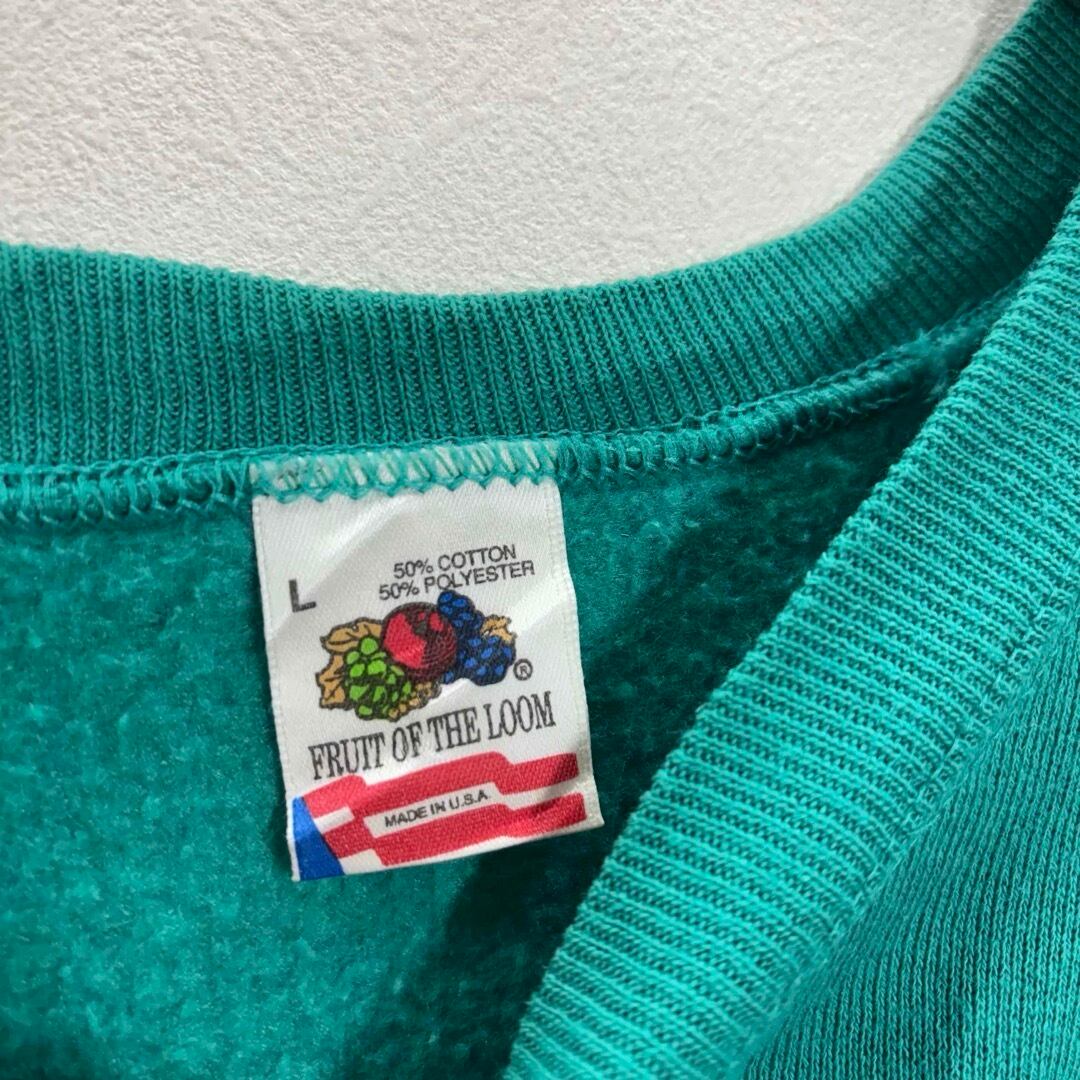 50% COTTON
50% POLYESTER
L
®
FRUIT OF THE LOOM
MADE IN U.S.A.